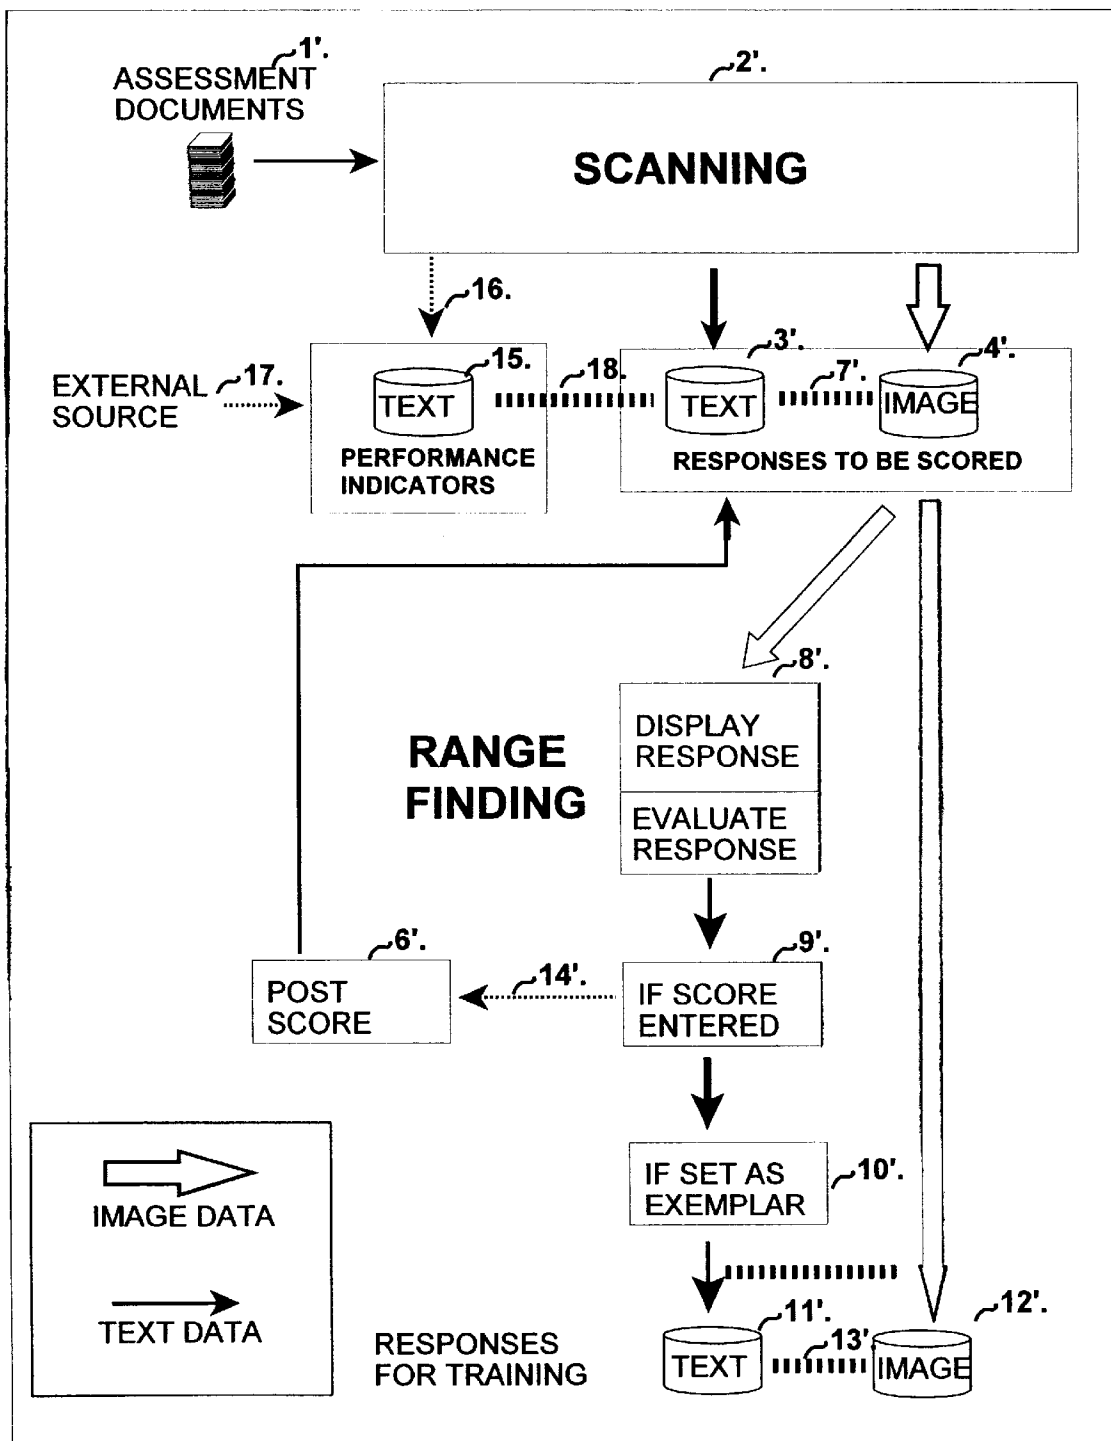 1'.
ASSESSMENT
DOCUMENTS
2'.
SCANNING
16.
EXTERNAL
SOURCE
17.
15.
TEXT
PERFORMANCE
INDICATORS
18.
3'.
TEXT
7'.
4'.
IMAGE
RESPONSES TO BE SCORED
8'.
RANGE
FINDING
DISPLAY
RESPONSE
EVALUATE
RESPONSE
6'.
POST
SCORE
14'.
9'.
IF SCORE
ENTERED
IF SET AS
EXEMPLAR
10'.
IMAGE DATA
TEXT DATA
RESPONSES
FOR TRAINING
11'.
TEXT
13'
12'.
IMAGE